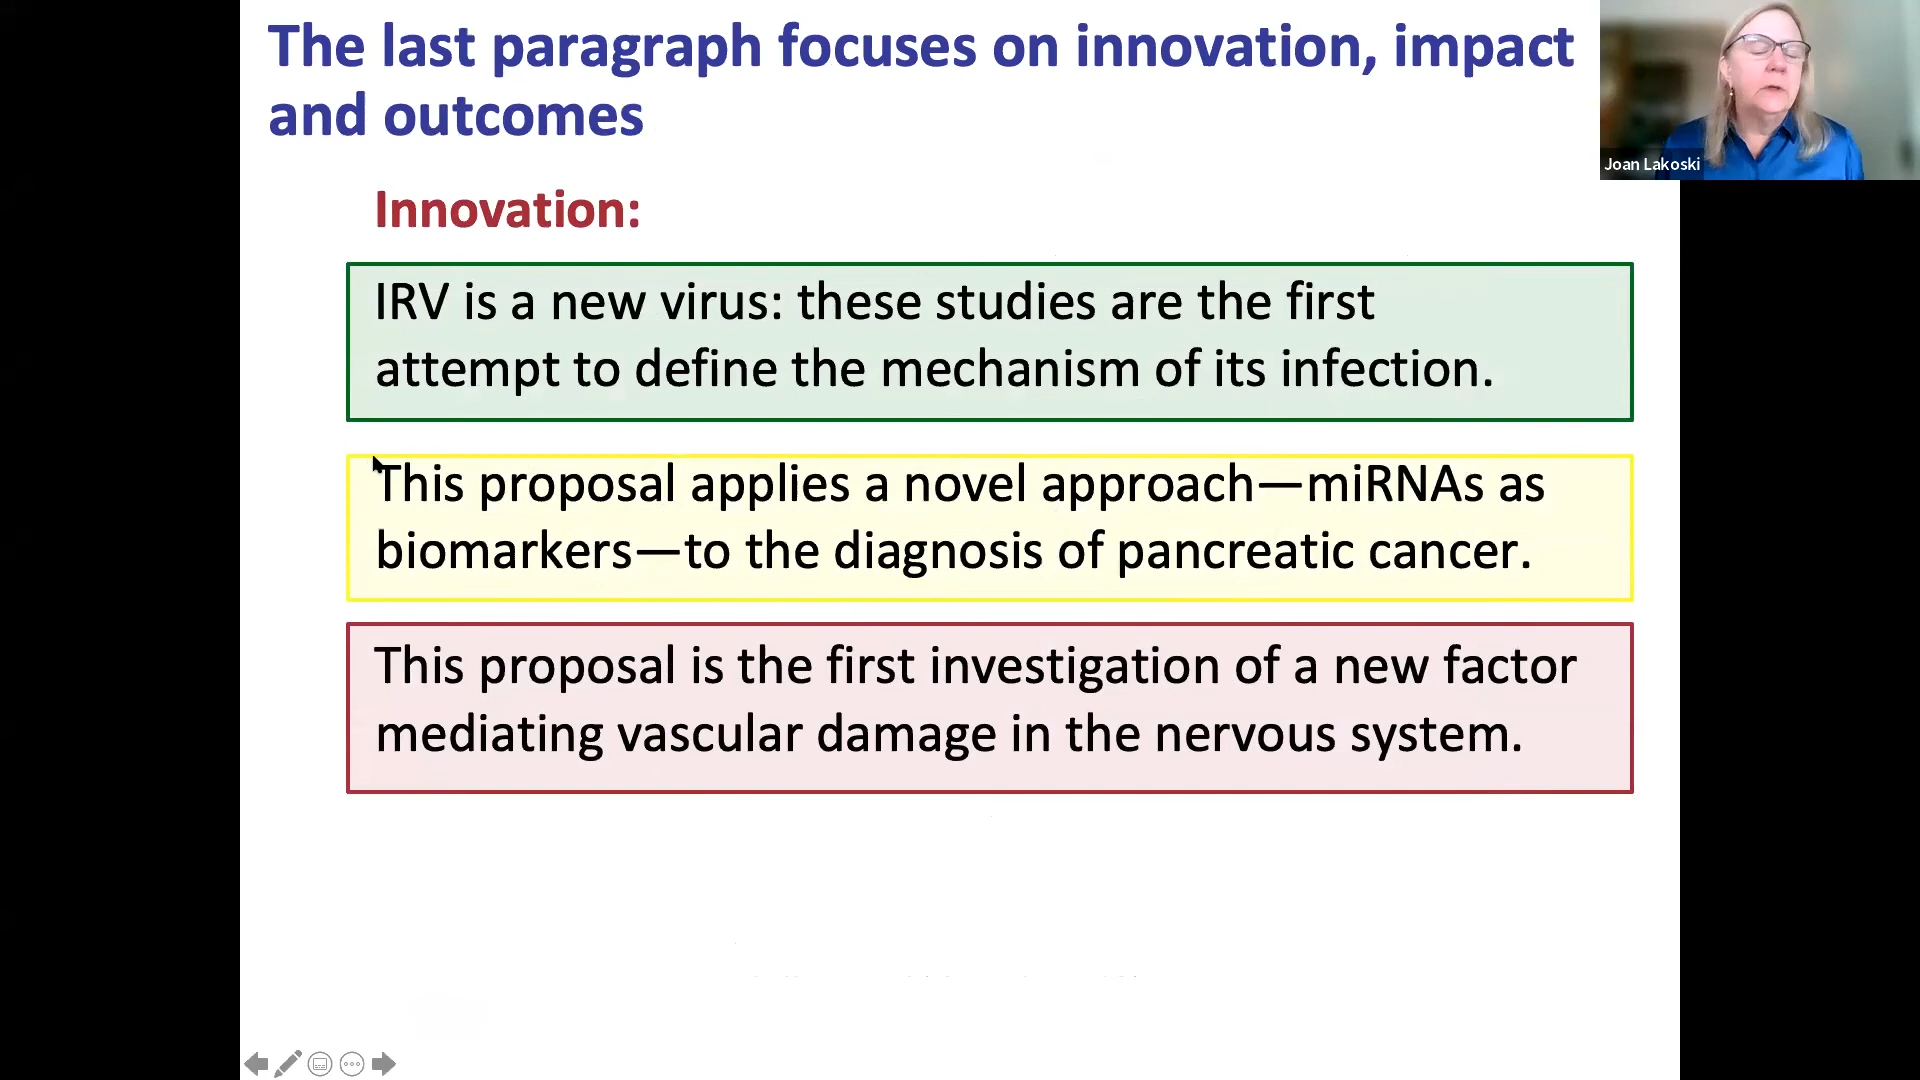 The last paragraph focuses on innovation, impact
and outcomes
Joan Lakoski
Innovation:
IRV is a new virus: these studies are the first
attempt to define the mechanism of its infection.
This proposal applies a novel approach—miRNAs as
biomarkers—to the diagnosis of pancreatic cancer.
This proposal is the first investigation of a new factor
mediating vascular damage in the nervous system.